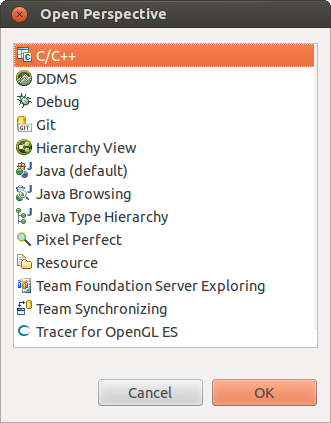 Open Perspective
C/C++
DDMS
Debug
Git
Hierarchy View
Java (default)
Java Browsing
Java Type Hierarchy
Pixel Perfect
Resource
Team Foundation Server Exploring
Team Synchronizing
Tracer for OpenGL ES
Cancel
OK